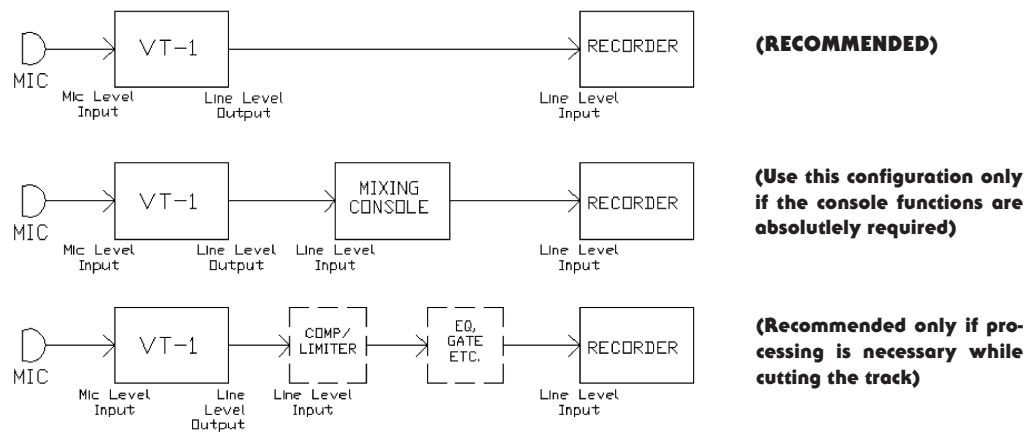 VT-1
RECORDER
(RECOMMENDED)
MIC
Mic Level
Input
Line Level
Output
Line Level
Input
VT-1
MIXING
CONSOLE
RECORDER
(Use this configuration only
if the console functions are
absolutlely required)
MIC
Mic Level
Input
Line Level
Output
Line Level
Input
Line Level
Input
VT-1
COMP/
LIMITER
EQ,
GATE
ETC.
RECORDER
(Recommended only if pro-
cessing is necessary while
cutting the track)
MIC
Mic Level
Input
Line
Level
Output
Line Level
Input
Line Level
Input